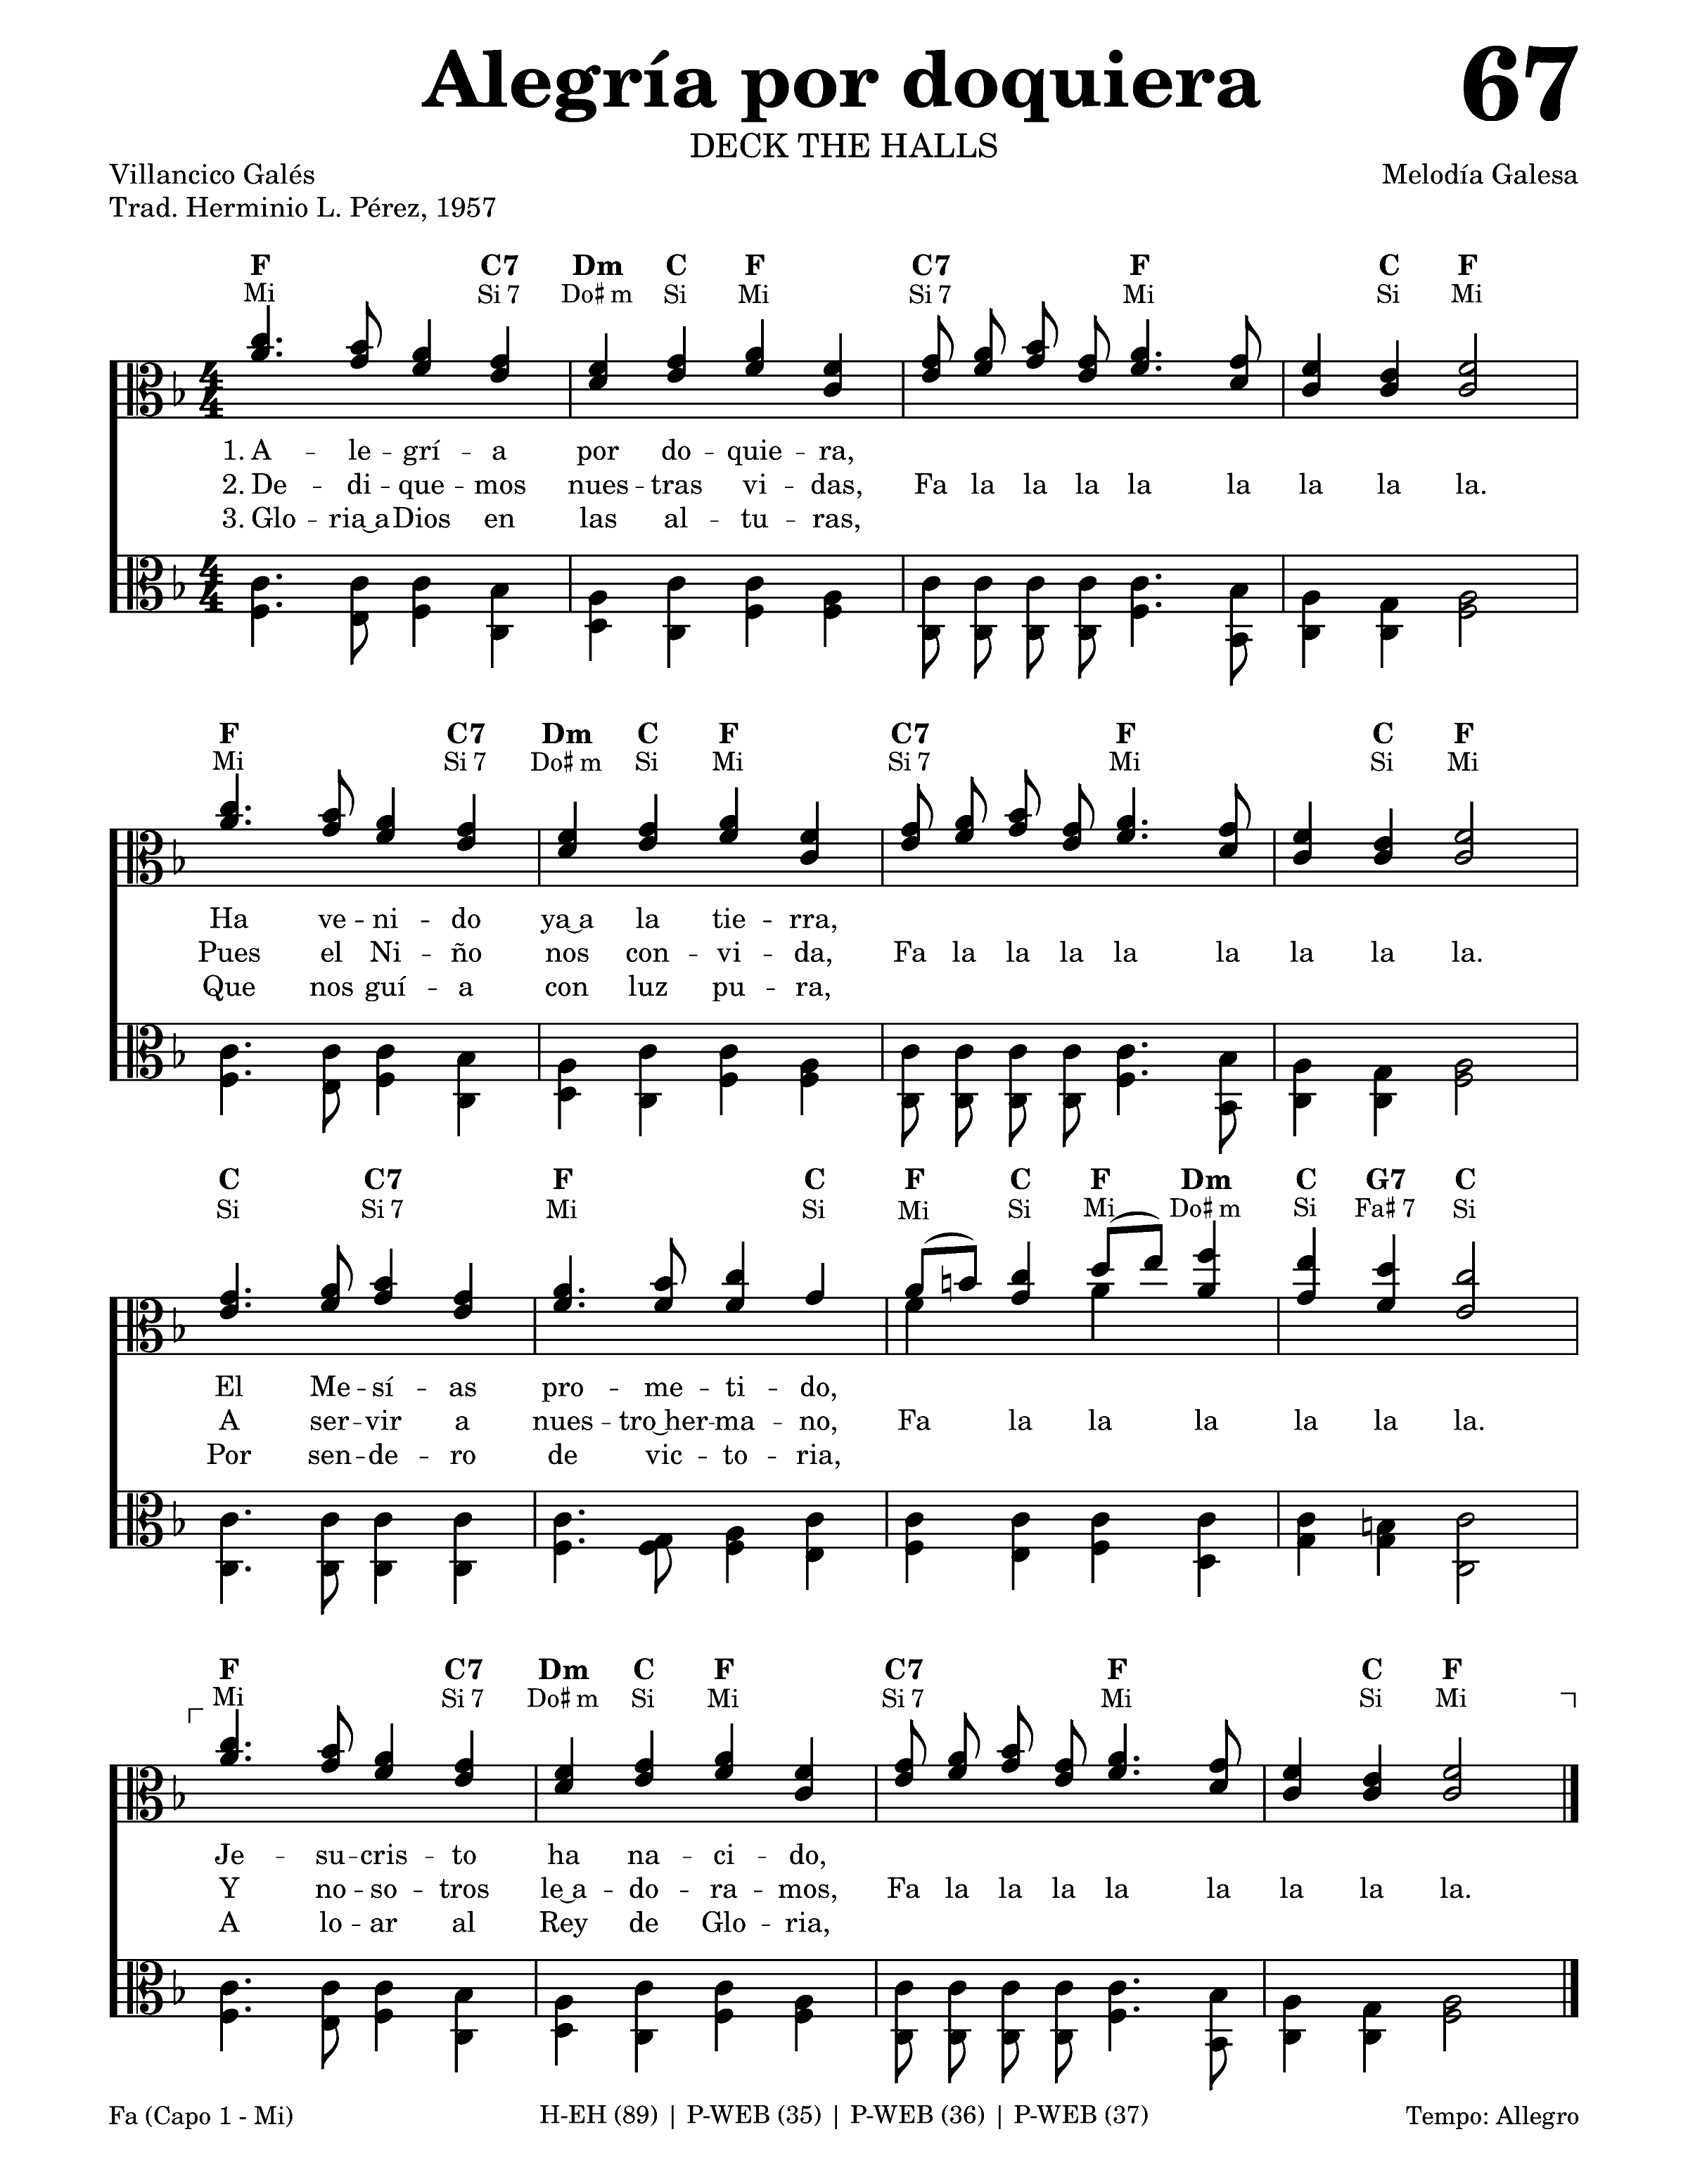 Alegría por doquiera
67
DECK THE HALLS
Villancico Galés
Melodía Galesa
Trad. Herminio L. Pérez, 1957
F C7 Dm C F C7 F C F
Mi Si 7 Do♯ m Si Mi Si 7 Mi Si Mi
4 4
1. A -- le -- grí -- a por do -- quie -- ra,
2. De -- di -- que -- mos nues -- tras vi -- das, Fa la la la la la la la la.
3. Glo -- ria‿a Dios en las al -- tu -- ras,
4 4
F C7 Dm C F C7 F C F
Mi Si 7 Do♯ m Si Mi Si 7 Mi Si Mi
Ha ve -- ni -- do ya‿a la tie -- rra,
Pues el Ni -- ño nos con -- vi -- da, Fa la la la la la la la la.
Que nos guí -- a con luz pu -- ra,
C C7 F C F C F Dm C G7 C
Si Si 7 Mi Si Mi Si Mi Do♯ m Si Fa♯ 7 Si
El Me -- sí -- as pro -- me -- ti -- do,
A ser -- vir a nues -- tro‿her -- ma -- no, Fa la la la la la la.
Por sen -- de -- ro de vic -- to -- ria,
F C7 Dm C F C7 F C F
Mi Si 7 Do♯ m Si Mi Si 7 Mi Si Mi
Je -- su -- cris -- to ha na -- ci -- do,
Y no -- so -- tros le‿a -- do -- ra -- mos, Fa la la la la la la la la.
A lo -- ar al Rey de Glo -- ria,
Fa (Capo 1 - Mi)
H-EH (89) | P-WEB (35) | P-WEB (36) | P-WEB (37)
Tempo: Allegro